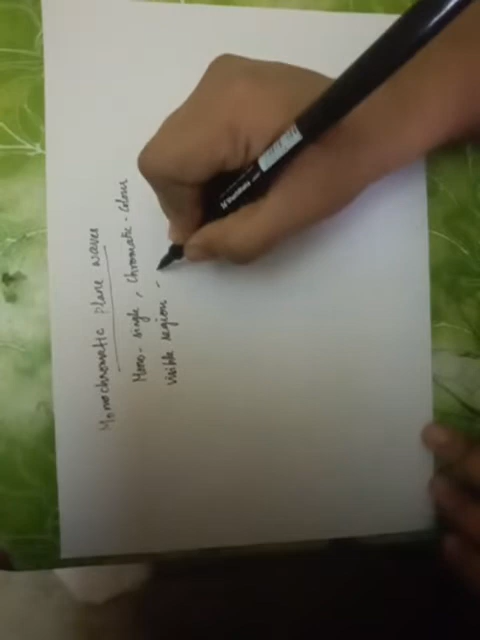 Monochromatic plane waves
Mono - single, Chromatic - Colour
visible region -